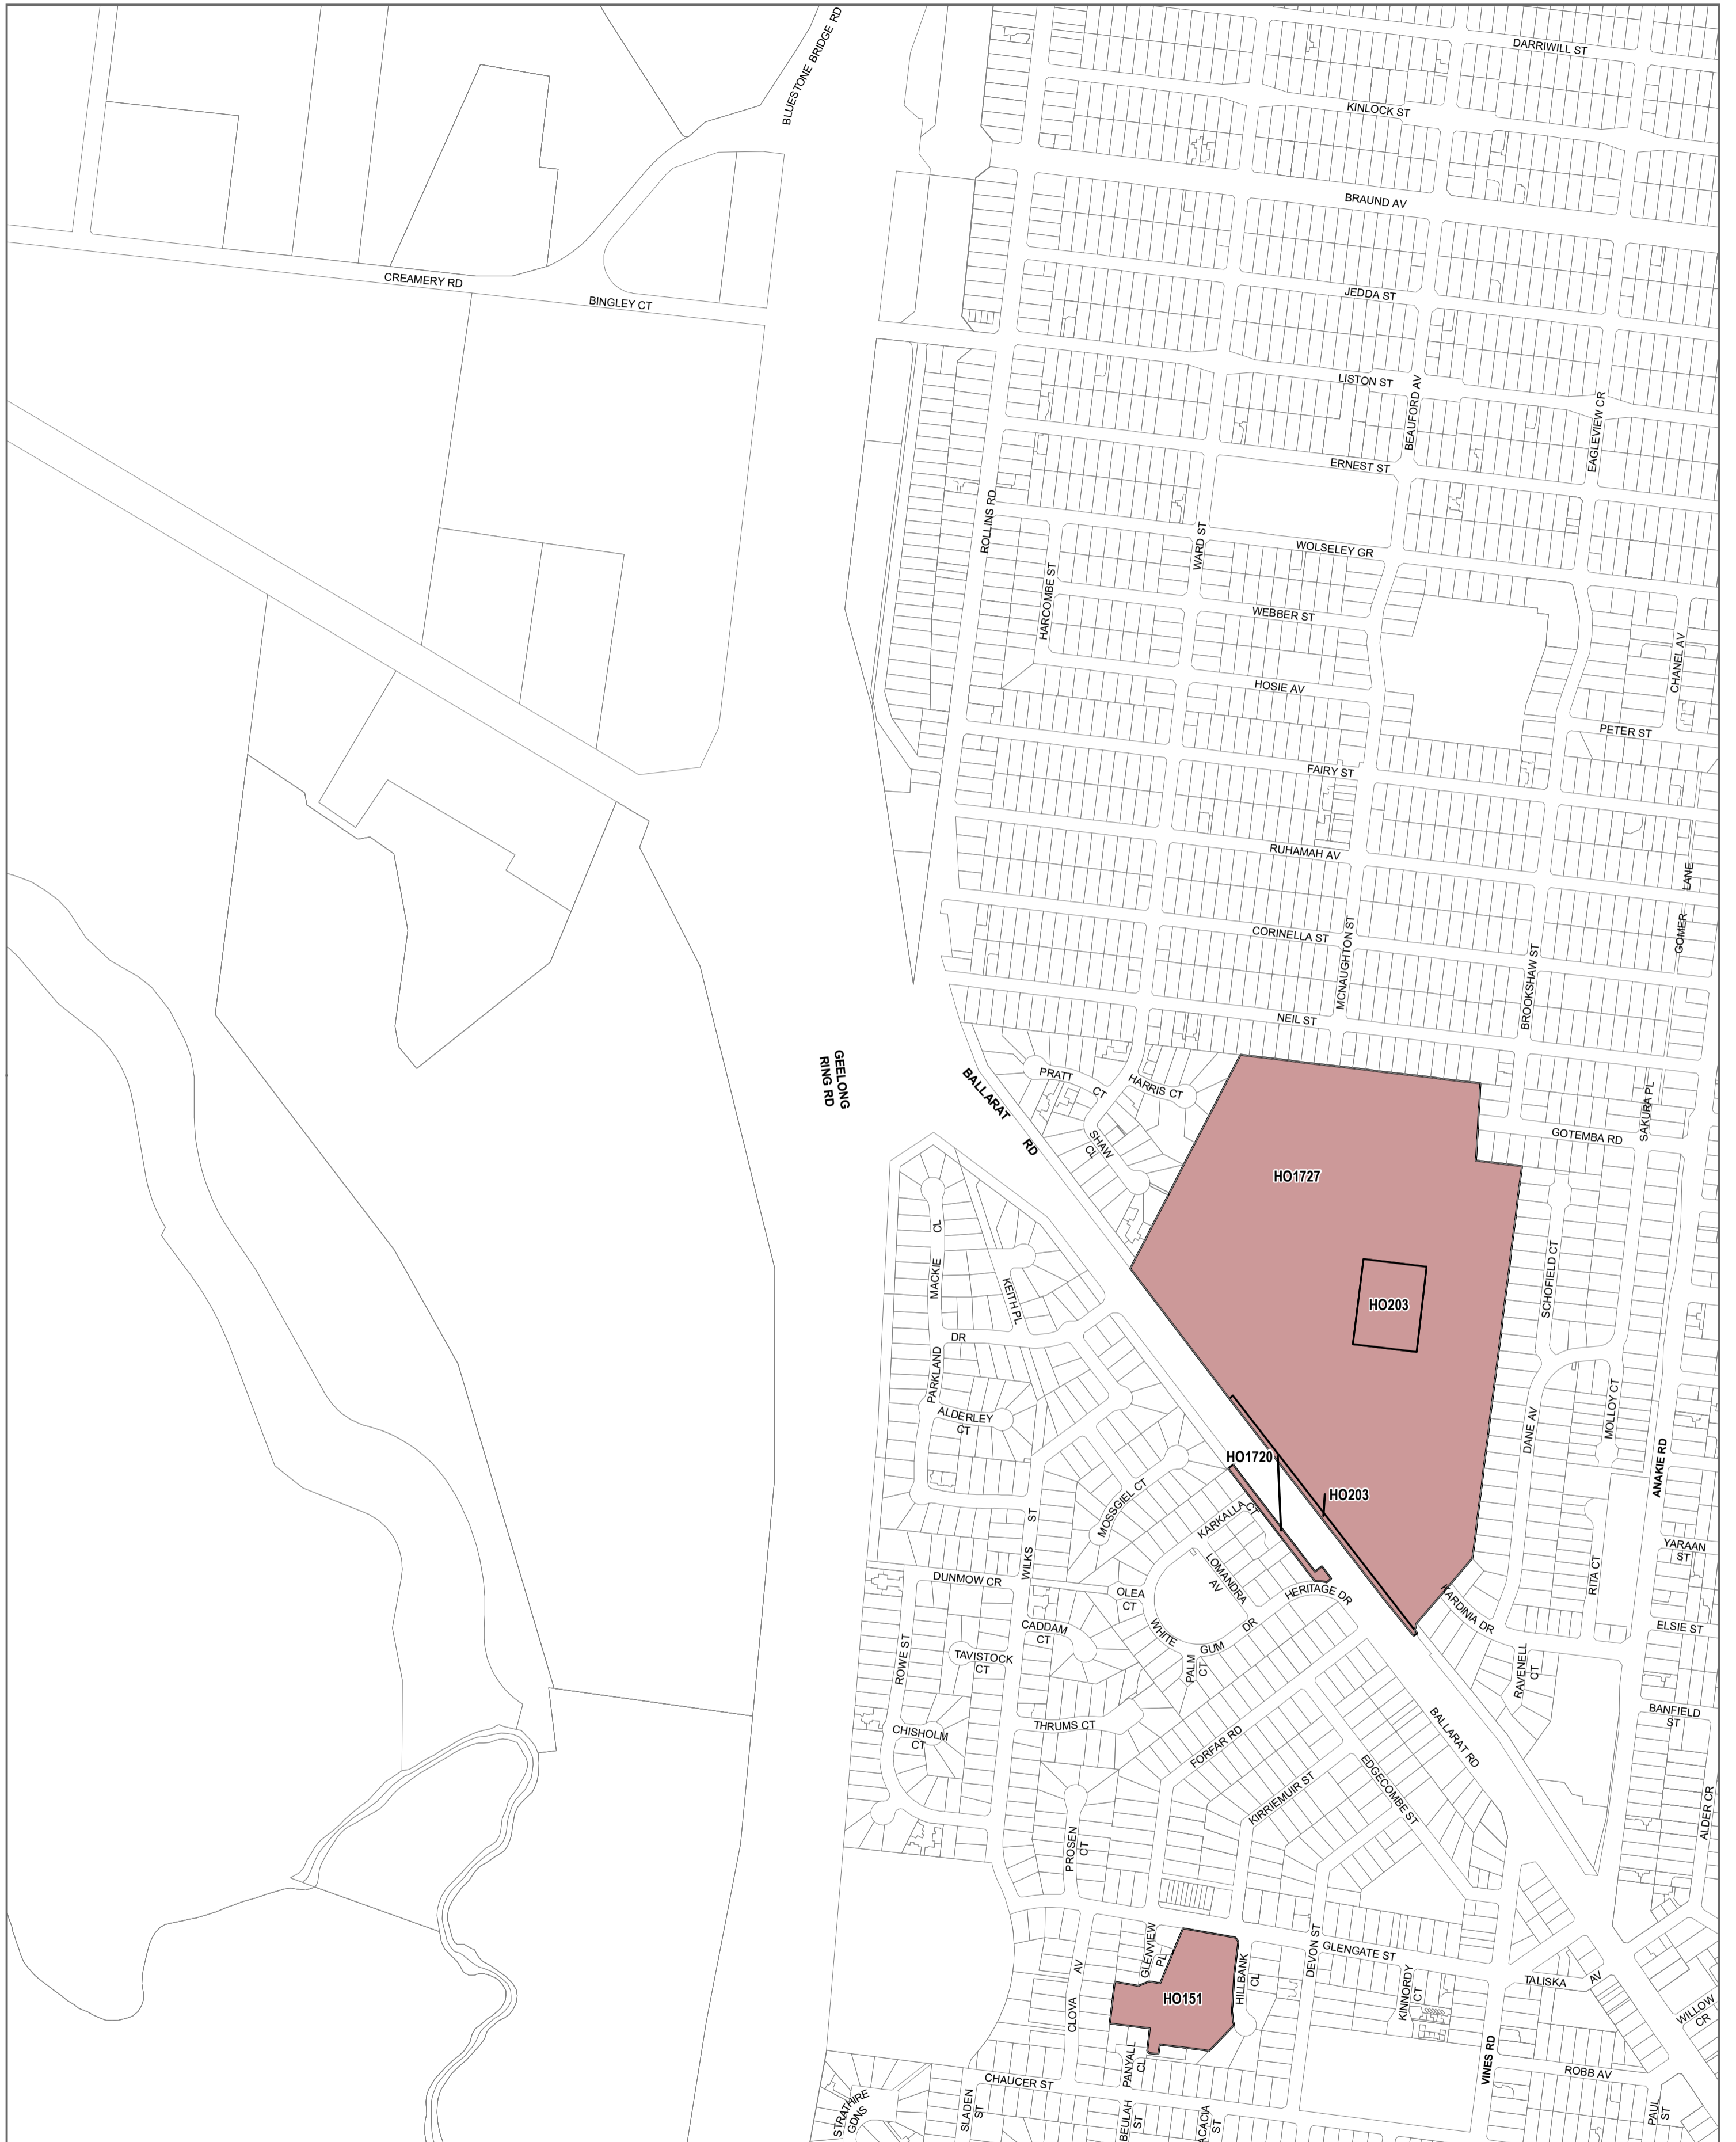 BLUESTONE BRIDGE RD
DARRIWILL ST
KINLOCK ST
BRAUND AV
CREAMERY RD
BINGLEY CT
JEDDA ST
LISTON ST
BEAUFORD AV
EAGLEVIEW CR
ERNEST ST
ROLLINS RD
WARD ST
WOLSELEY GR
HARCOMBE ST
WEBBER ST
CHANEL AV
HOSIE AV
PETER ST
FAIRY ST
RUHAMAH AV
LANE
GOMER
CORINELLA ST
MCNAUGHTON ST
BROOKSHAW ST
NEIL ST
GEELONG
RING RD
BALLARAT
RD
PRATT
CT
HARRIS CT
SHAW
CL
SAKURA PL
GOTEMBA RD
HO1727
MACKIE
CL
KEITH PL
SCHOFIELD CT
HO203
DR
PARKLAND
ALDERLEY
CT
DANE AV
MOLLOY CT
ANAKIE RD
HO1720
HO203
MOSSGIEL CT
KARKALLA
CT
WILKS
ST
LOMANDRA
AV
YARAAN
ST
RITA CT
DUNMOW CR
OLEA
CT
HERITAGE DR
KARDINIA DR
ELSIE ST
CADDAM
CT
WHITE
GUM
DR
ROWE ST
TAVISTOCK
CT
PALM
CT
RAVENELL
CT
BANFIELD
ST
CHISHOLM
CT
THRUMS CT
FORFAR RD
BALLARAT RD
KIRRIEMUIR ST
EDGECOMBE ST
ALDER CR
PROSEN
CT
GLENVIEW
PL
HILLBANK
CL
DEVON ST
GLENGATE ST
CLOVA
AV
HO151
KINNORDY
CT
TALISKA
AV
WILLOW
CR
VINES RD
ROBB AV
PANYALL
CL
CHAUCER ST
STRATHIRE
GDNS
SLADEN
ST
BEULAH
ST
ACACIA
ST
PAUL
ST